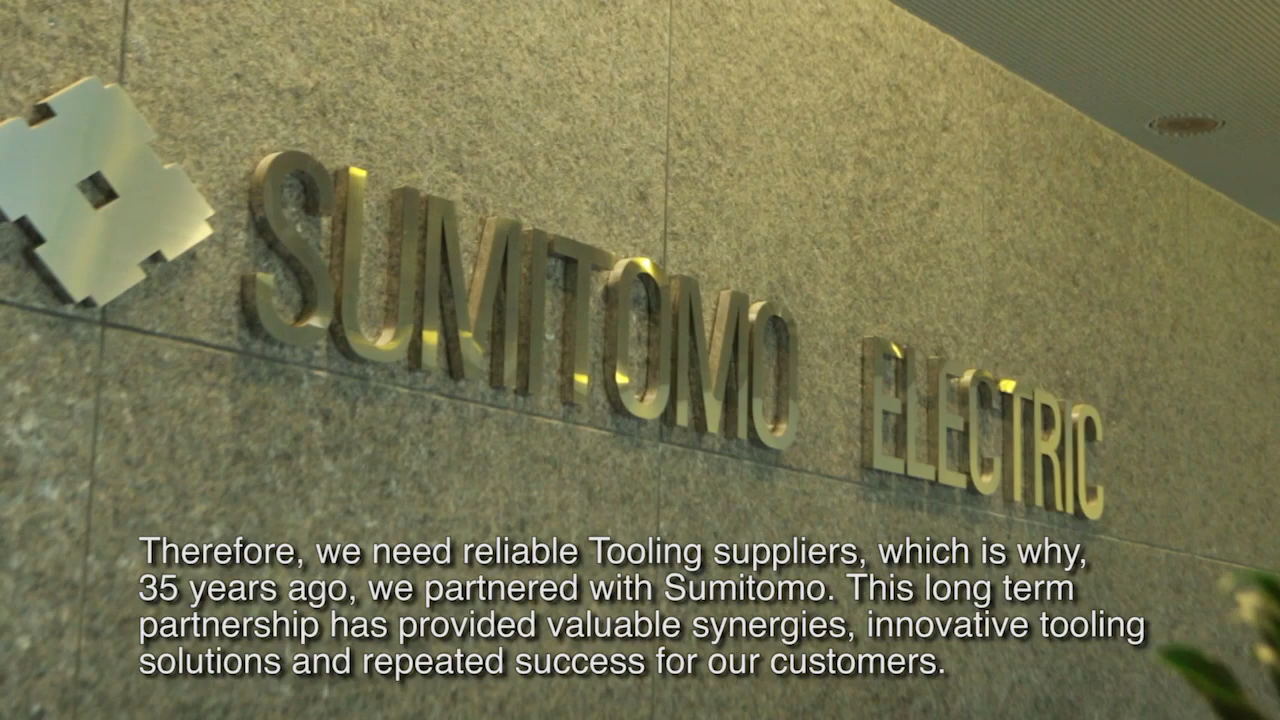 SUMITOMO ELECTRIC
Therefore, we need reliable Tooling suppliers, which is why,
35 years ago, we partnered with Sumitomo. This long term
partnership has provided valuable synergies, innovative tooling
solutions and repeated success for our customers.